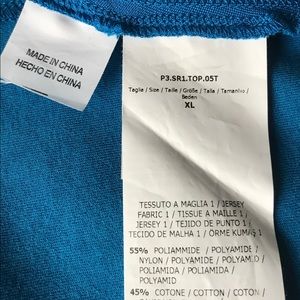 MADE IN CHINA
HECHO EN CHINA
P3.SR1.TOP.05T
Taglia / Size / Taille / Größe / Talla / Tamanho /
Beden
XL
TESSUTO A MAGLIA 1 / JERSEY
FABRIC 1 / TISSUE A MAILLE 1 /
JERSEY 1 / TEJIDO DE PUNTO 1 /
TECIDO DE MALHA 1 / ÖRME KUMAŞ 1
55% POLIAMMIDE / POLYAMIDE /
NYLON / POLYAMIDE / POLYAMID /
POLIAMIDA / POLIAMIDA /
POLYAMID
45% COTONE / COTTON / COTON /